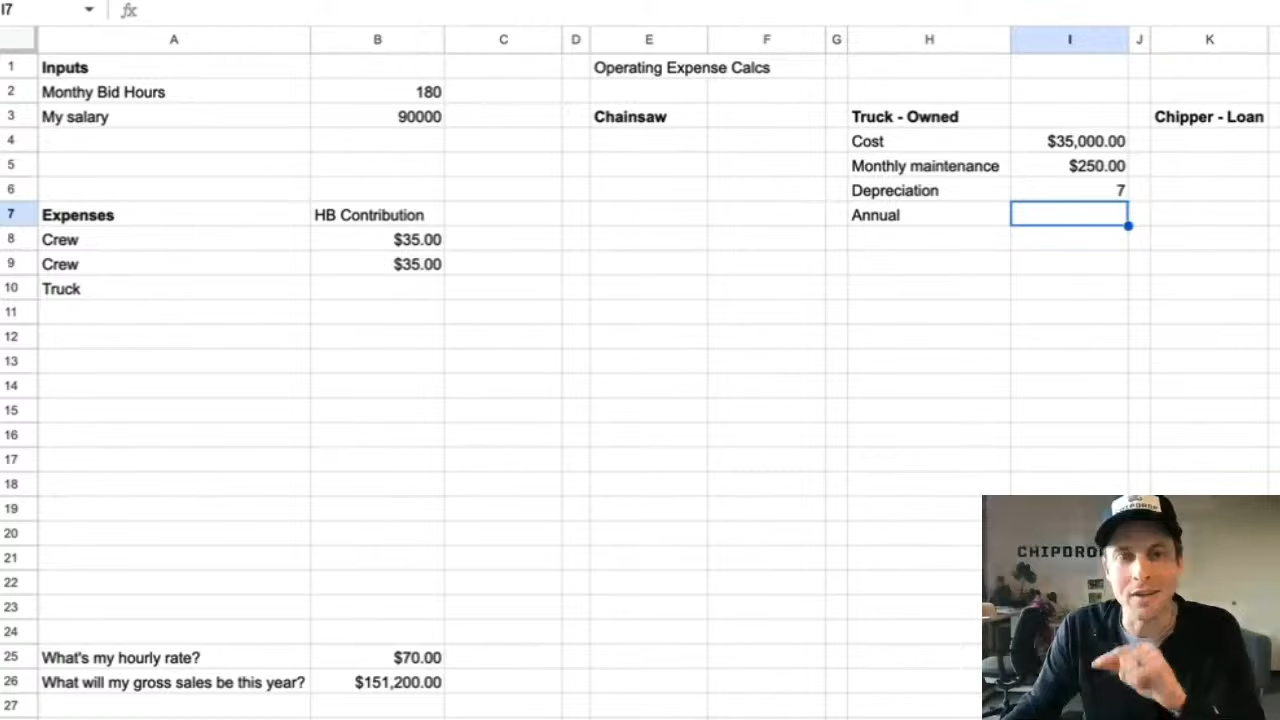 I7 fx
A B C D E F G H I J K
1 Inputs Operating Expense Calcs
2 Monthy Bid Hours 180
3 My salary 90000 Chainsaw Truck - Owned Chipper - Loan
4 Cost $35,000.00
5 Monthly maintenance $250.00
6 Depreciation 7
7 Expenses HB Contribution Annual
8 Crew $35.00
9 Crew $35.00
10 Truck
11
12
13
14
15
16
17
18
19
20
21
22
23
24
25 What's my hourly rate? $70.00
26 What will my gross sales be this year? $151,200.00
27
CHIPDROP
CHIPDRO